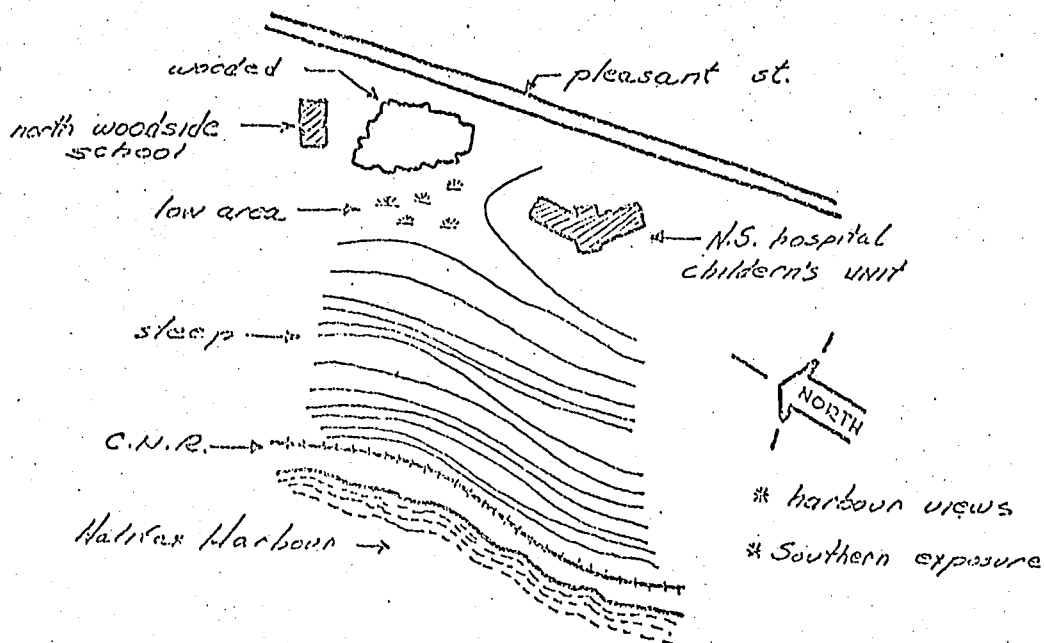 wooded
pleasant st.
north woodside
school
low area
N.S. hospital
childern's unit
steep
NORTH
C.N.R.
* harbour views
Halifax Harbour
* Southern exposure